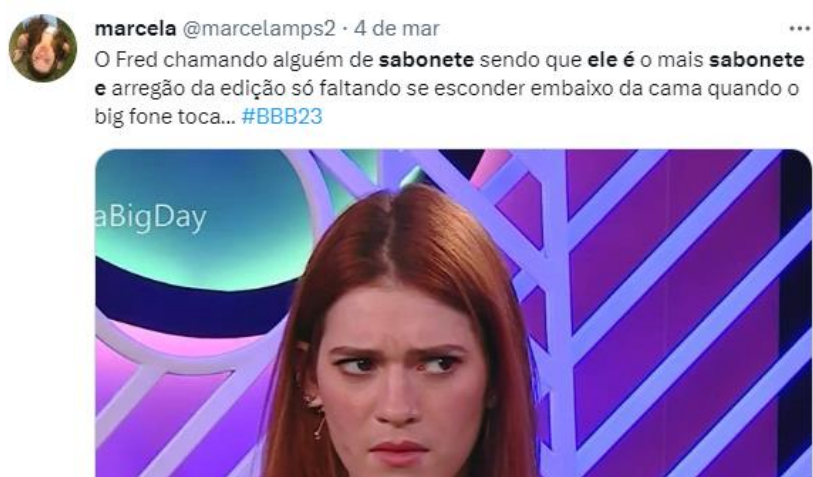 marcela @marcelamps2 · 4 de mar
O Fred chamando alguém de sabonete sendo que ele é o mais sabonete
e arregão da edição só faltando se esconder embaixo da cama quando o
big fone toca... #BBB23
aBigDay